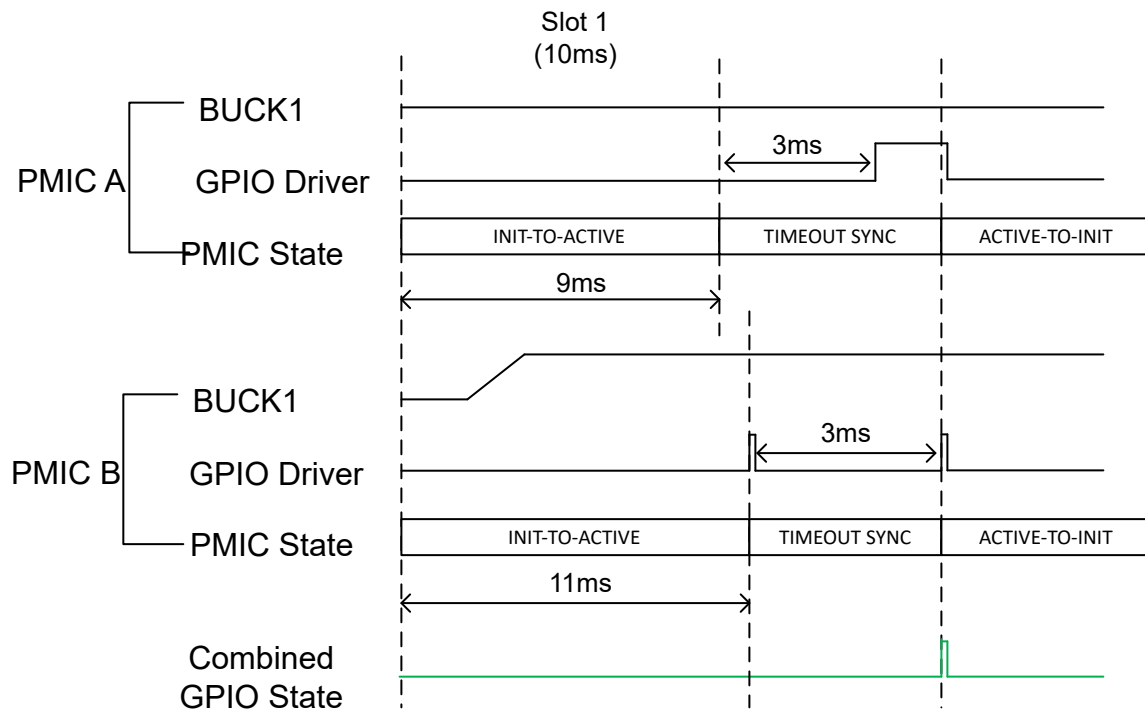 Slot 1
(10ms)
BUCK1
3ms
PMIC A
GPIO Driver
PMIC State
INIT-TO-ACTIVE
TIMEOUT SYNC
ACTIVE-TO-INIT
9ms
BUCK1
3ms
PMIC B
GPIO Driver
PMIC State
INIT-TO-ACTIVE
TIMEOUT SYNC
ACTIVE-TO-INIT
11ms
Combined
GPIO State